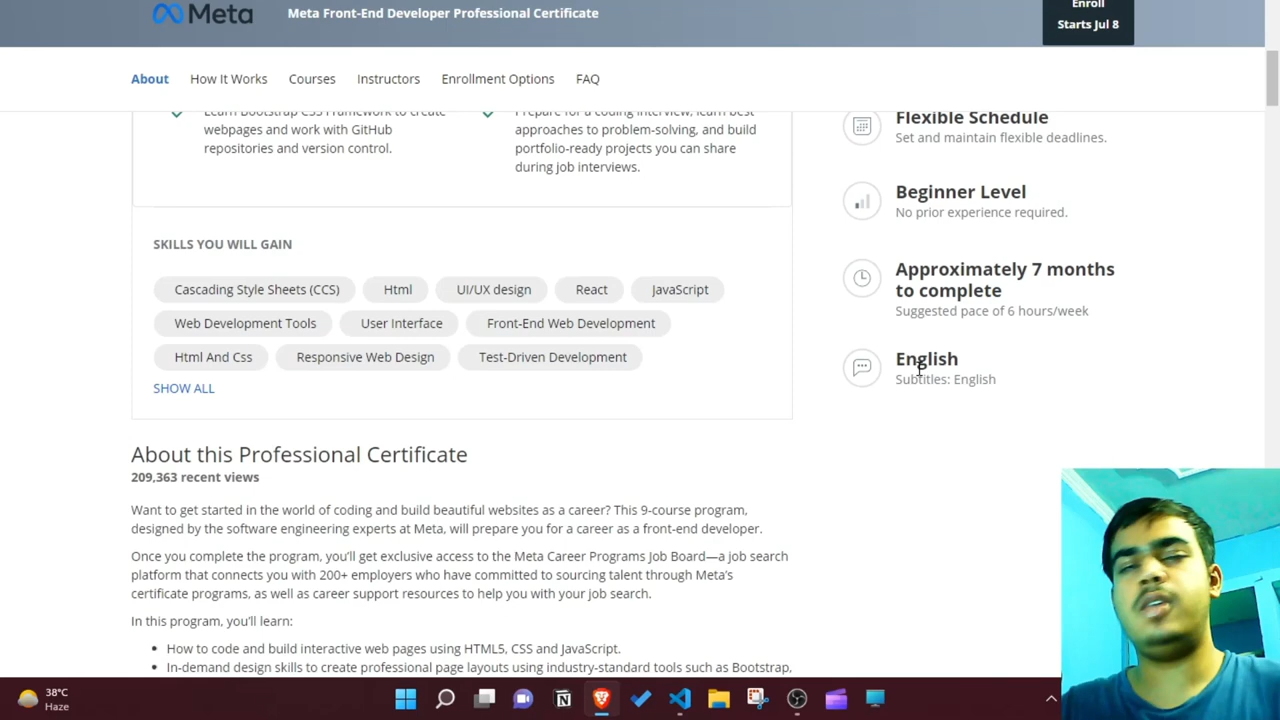 Meta
Meta Front-End Developer Professional Certificate
Enroll
Starts Jul 8
About
How It Works
Courses
Instructors
Enrollment Options
FAQ
Learn Bootstrap CSS Framework to create
webpages and work with GitHub
repositories and version control.
Prepare for a coding interview, learn best
approaches to problem-solving, and build
portfolio-ready projects you can share
during job interviews.
SKILLS YOU WILL GAIN
Cascading Style Sheets (CCS)
Html
UI/UX design
React
JavaScript
Web Development Tools
User Interface
Front-End Web Development
Html And Css
Responsive Web Design
Test-Driven Development
SHOW ALL
Flexible Schedule
Set and maintain flexible deadlines.
Beginner Level
No prior experience required.
Approximately 7 months
to complete
Suggested pace of 6 hours/week
English
Subtitles: English
About this Professional Certificate
209,363 recent views
Want to get started in the world of coding and build beautiful websites as a career? This 9-course program,
designed by the software engineering experts at Meta, will prepare you for a career as a front-end developer.
Once you complete the program, you'll get exclusive access to the Meta Career Programs Job Board—a job search
platform that connects you with 200+ employers who have committed to sourcing talent through Meta's
certificate programs, as well as career support resources to help you with your job search.
In this program, you'll learn:
• How to code and build interactive web pages using HTML5, CSS and JavaScript.
• In-demand design skills to create professional page layouts using industry-standard tools such as Bootstrap,
38°C
Haze